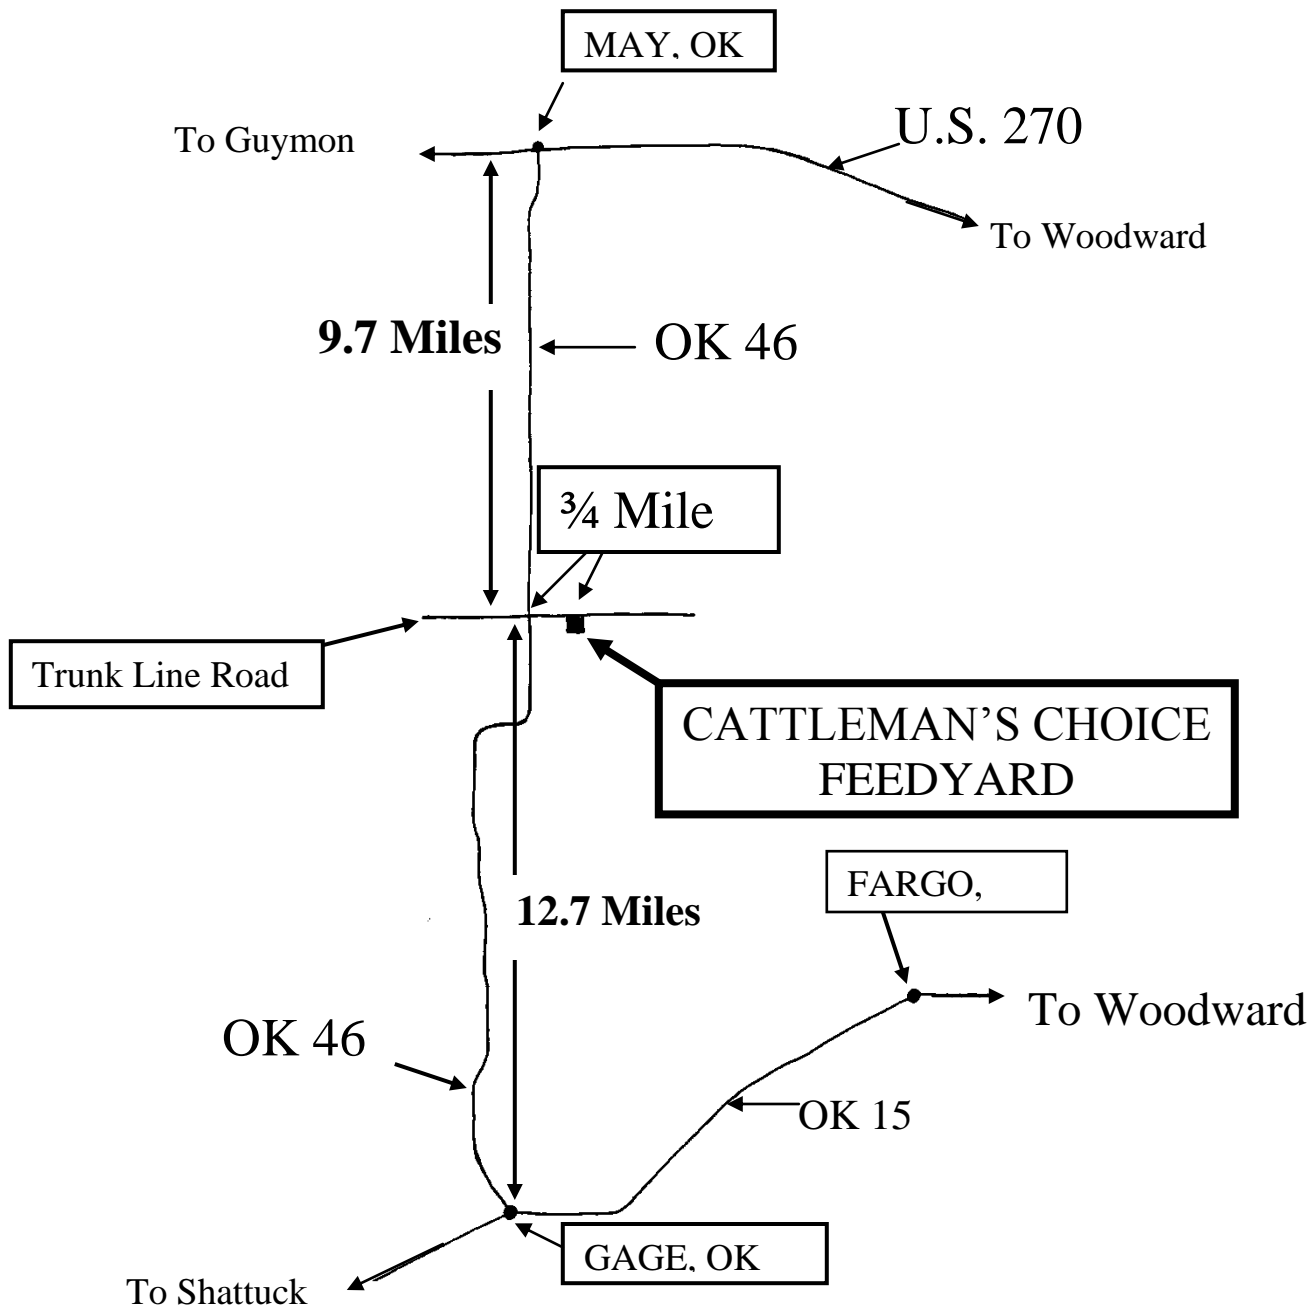 MAY, OK
U.S. 270
To Guymon
To Woodward
9.7 Miles
OK 46
¾ Mile
Trunk Line Road
CATTLEMAN'S CHOICE
FEEDYARD
FARGO,
12.7 Miles
To Woodward
OK 46
OK 15
GAGE, OK
To Shattuck